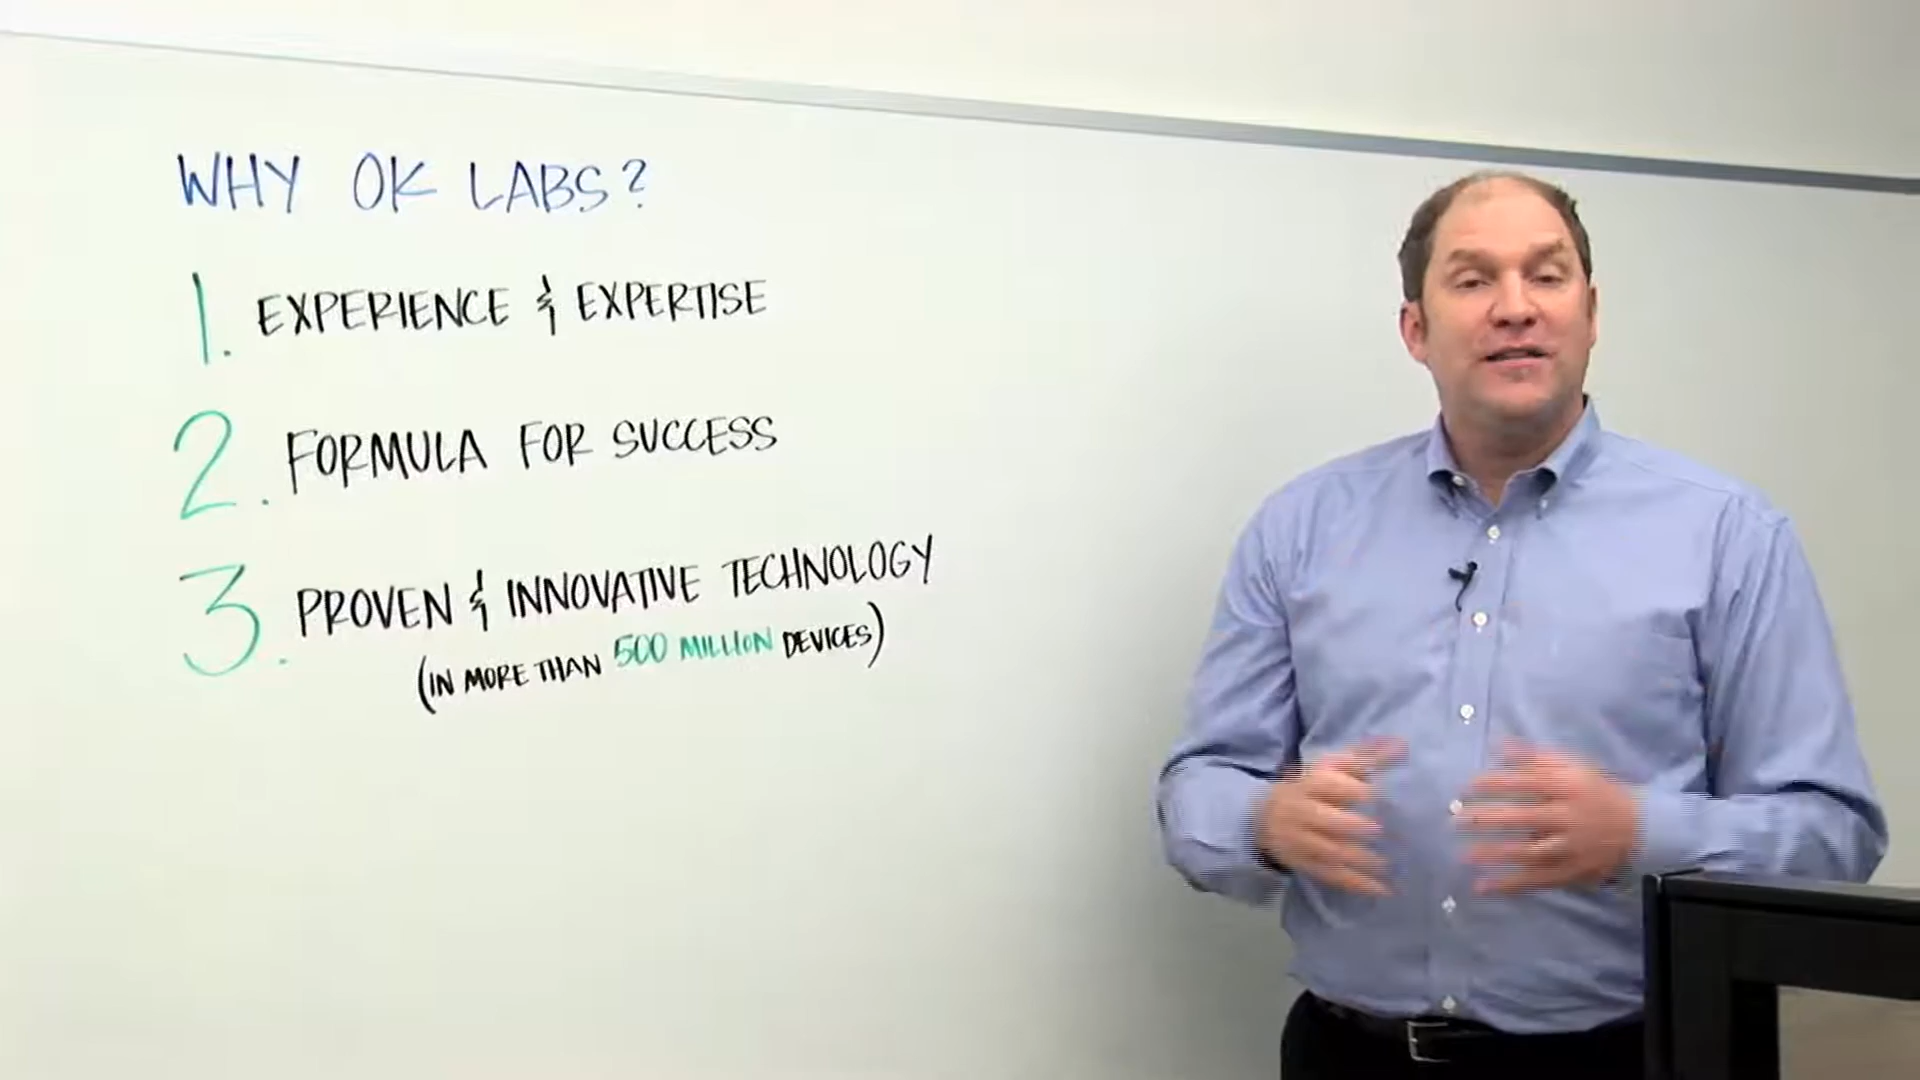 WHY OK LABS?
1. EXPERIENCE & EXPERTISE
2. FORMULA FOR SUCCESS
3. PROVEN & INNOVATIVE TECHNOLOGY
(IN MORE THAN 500 MILLION DEVICES)